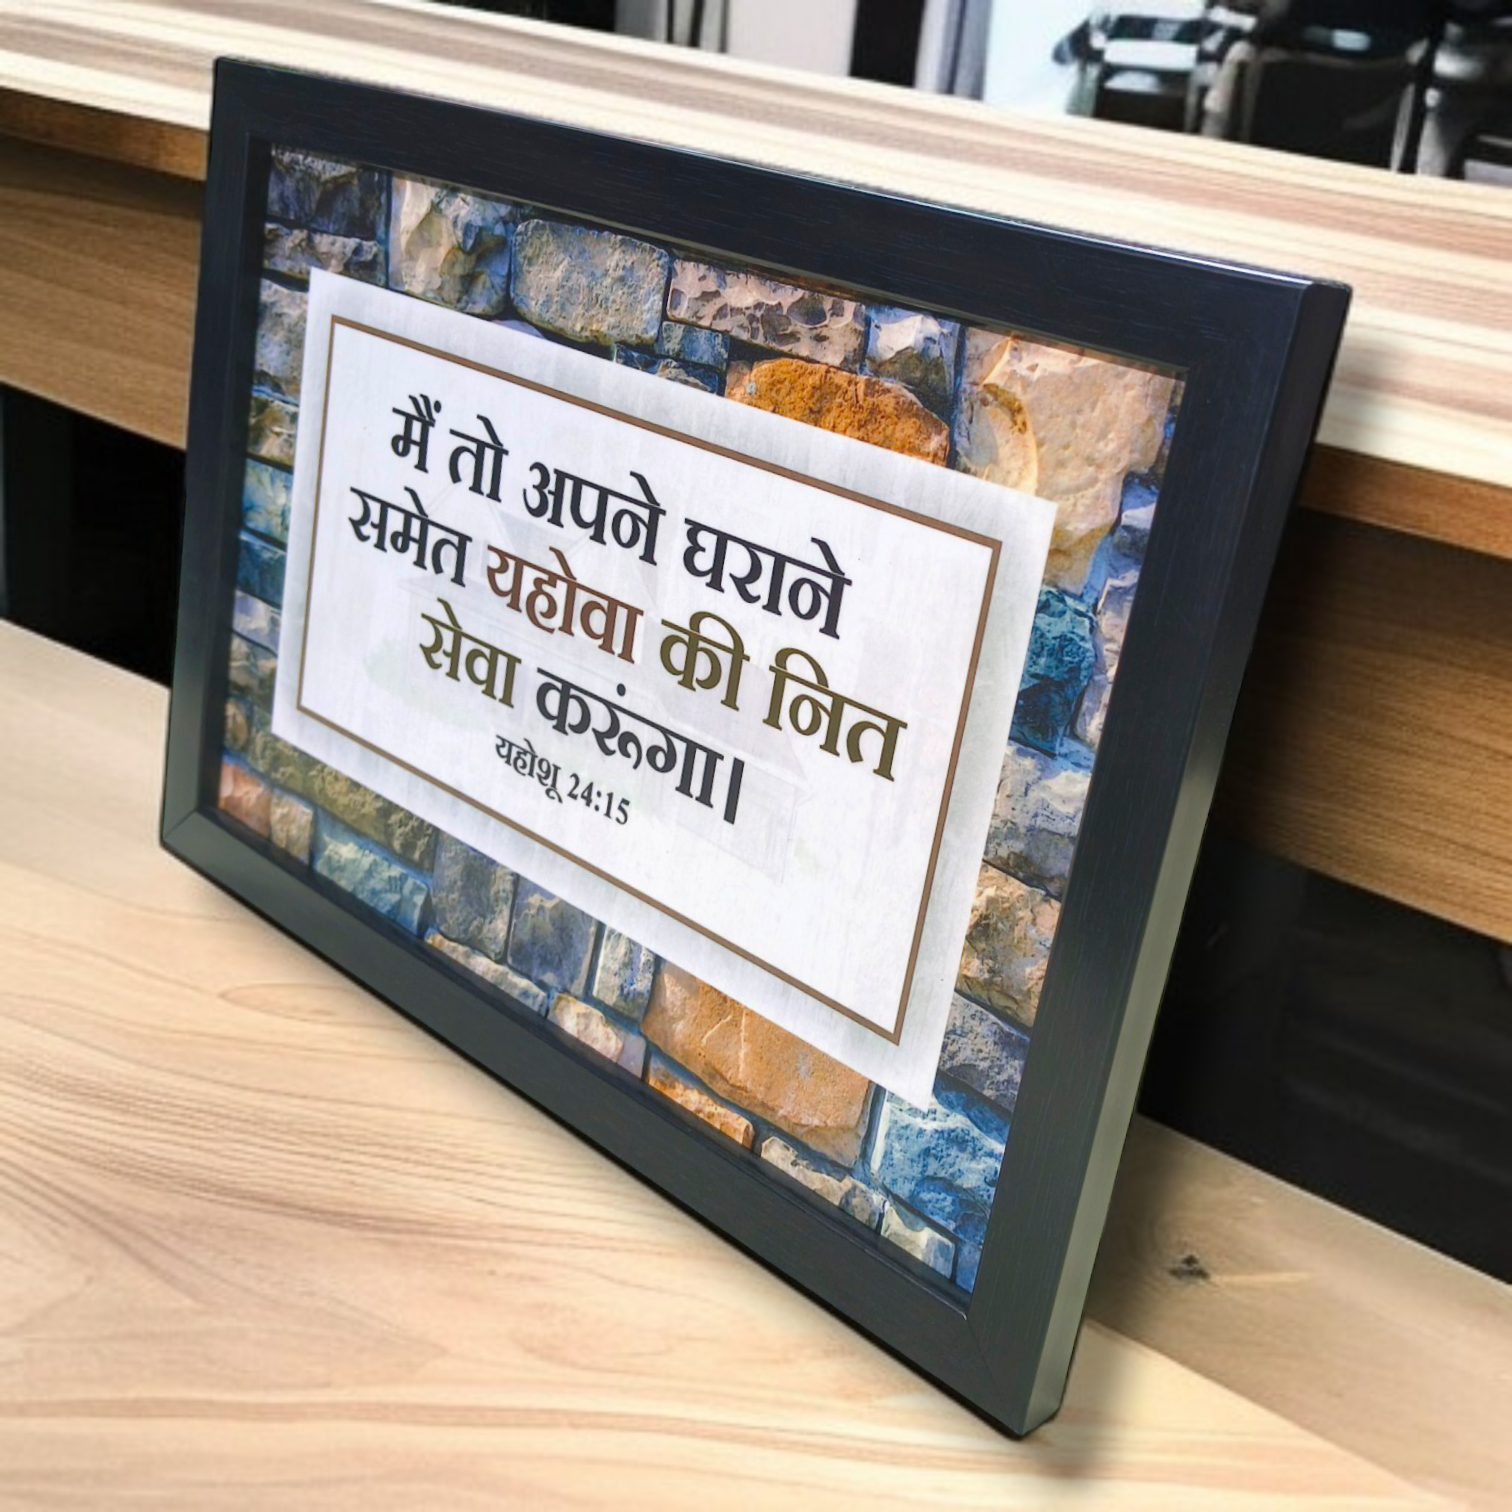 मैं तो अपने घराने
समेत यहोवा की नित
सेवा करूंगा।
यहोशू 24:15